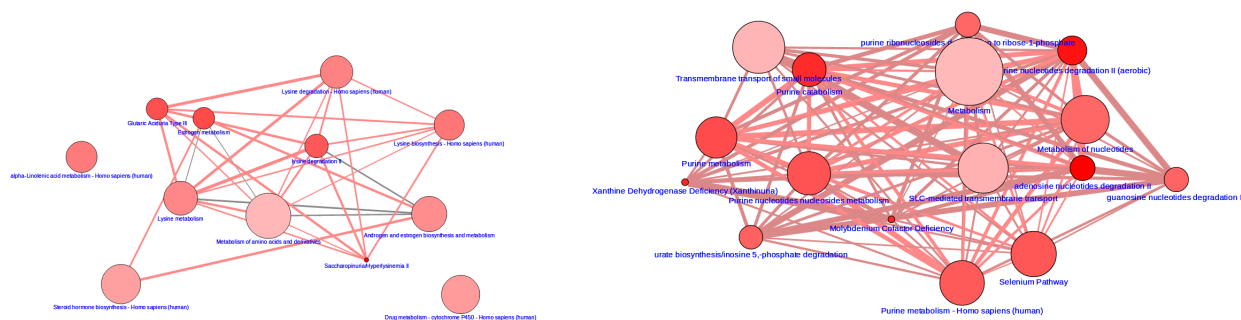 Lysine degradation - Homo sapiens (human)
Glutaric Aciduria Type III
Estrogen metabolism
Lysine biosynthesis - Homo sapiens (human)
lysine degradation II
alpha-Linolenic acid metabolism - Homo sapiens (human)
Lysine metabolism
Androgen and estrogen biosynthesis and metabolism
Metabolism of amino acids and derivatives
Saccharopinuria/Hyperlysinemia II
Steroid hormone biosynthesis - Homo sapiens (human)
Drug metabolism - cytochrome P450 - Homo sapiens (human)
purine ribonucleosides to ribose-1-phosphate
nucleotides degradation II (aerobic)
Transmembrane transport of small molecules
Purine catabolism
Metabolism
Metabolism of nucleotides
Purine metabolism
adenosine nucleotides degradation II
Xanthine Dehydrogenase Deficiency (Xanthinuria)
Purine nucleotides nucleosides metabolism
SLC-mediated transmembrane transport
guanosine nucleotides degradation
Molybdenium Cofactor Deficiency
urate biosynthesis/inosine 5,-phosphate degradation
Selenium Pathway
Purine metabolism - Homo sapiens (human)